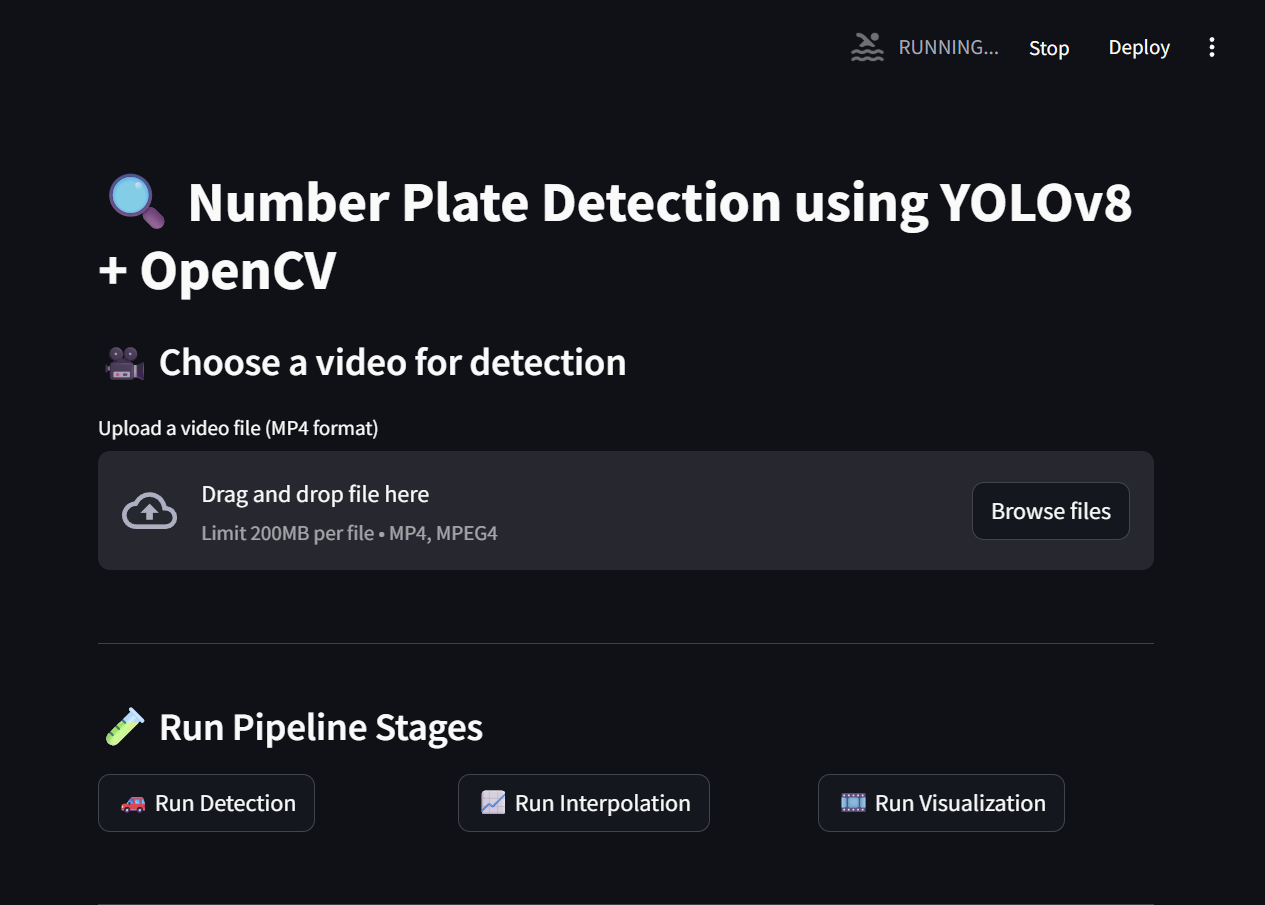 RUNNING... Stop Deploy
Number Plate Detection using YOLOv8
+ OpenCV
Choose a video for detection
Upload a video file (MP4 format)
Drag and drop file here
Limit 200MB per file • MP4, MPEG4
Browse files
Run Pipeline Stages
Run Detection
Run Interpolation
Run Visualization